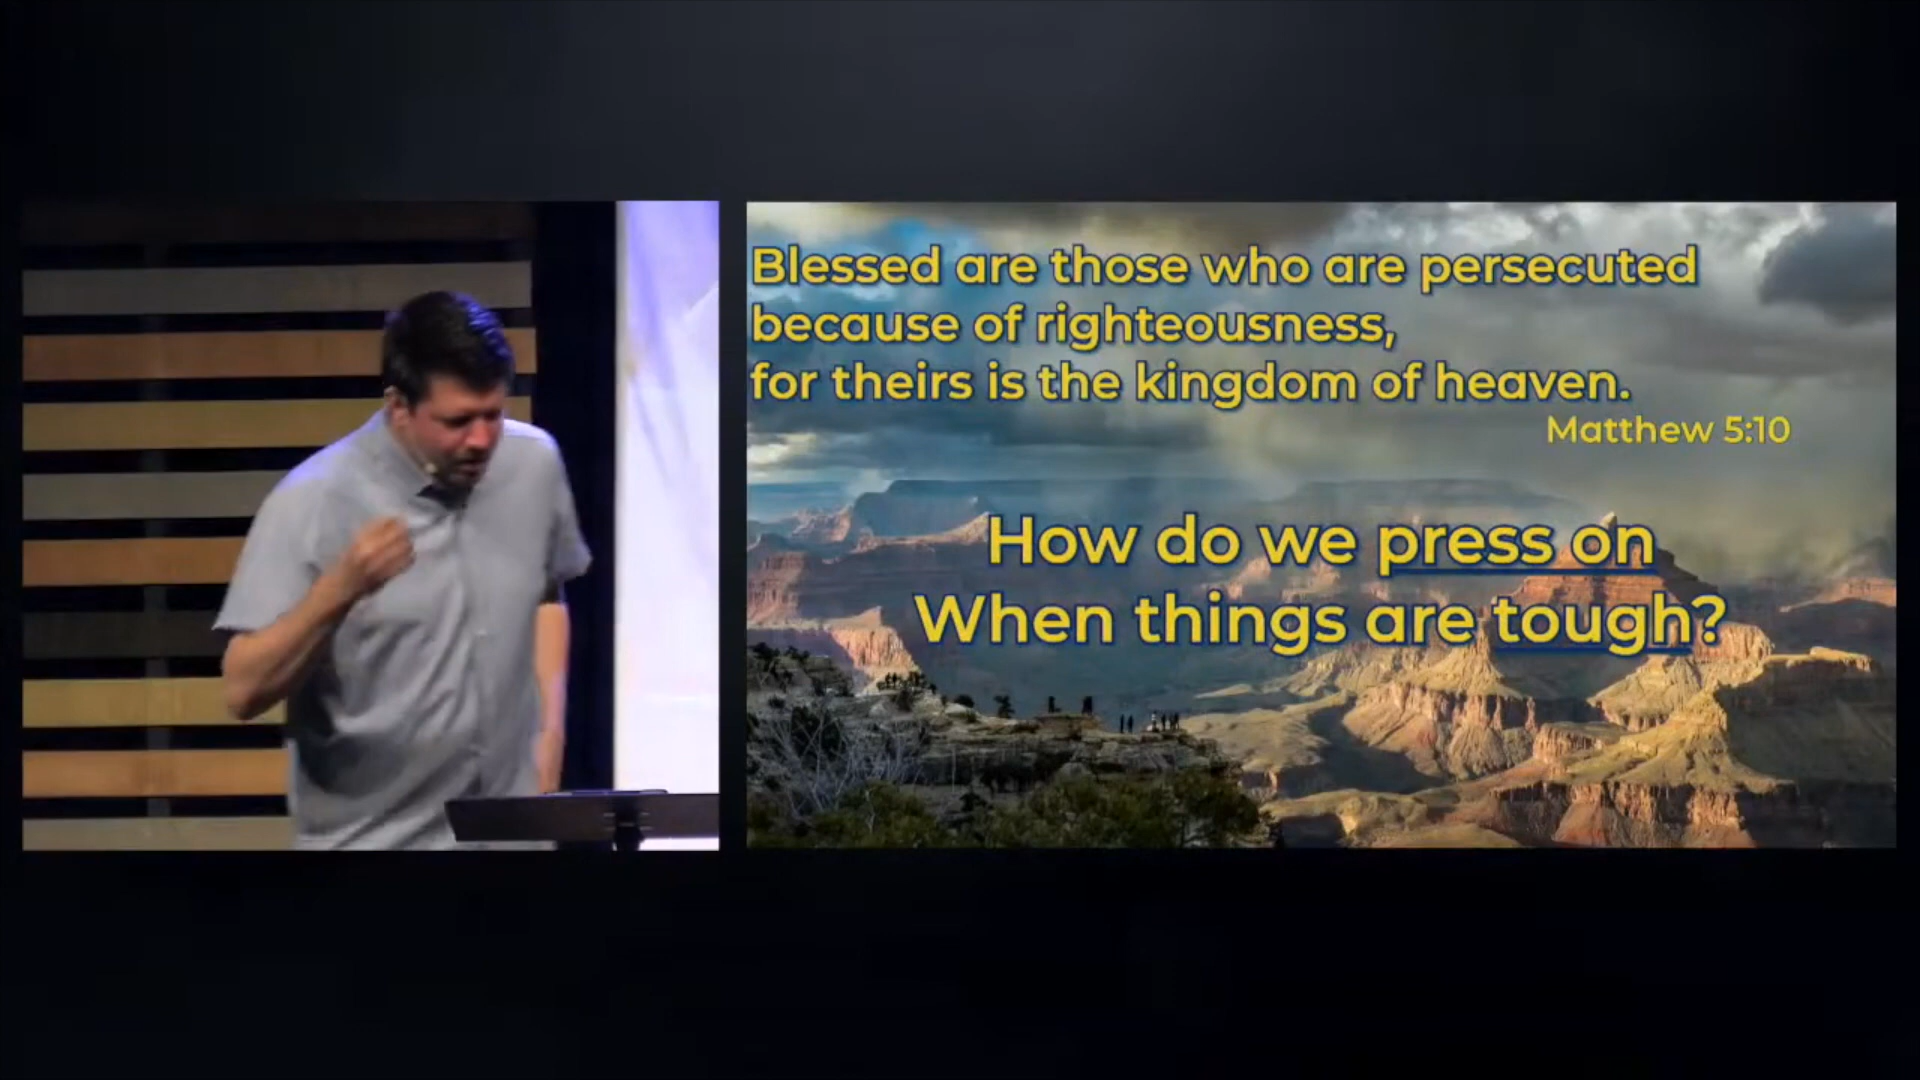 Blessed are those who are persecuted
because of righteousness,
for theirs is the kingdom of heaven.
Matthew 5:10
How do we press on
When things are tough?